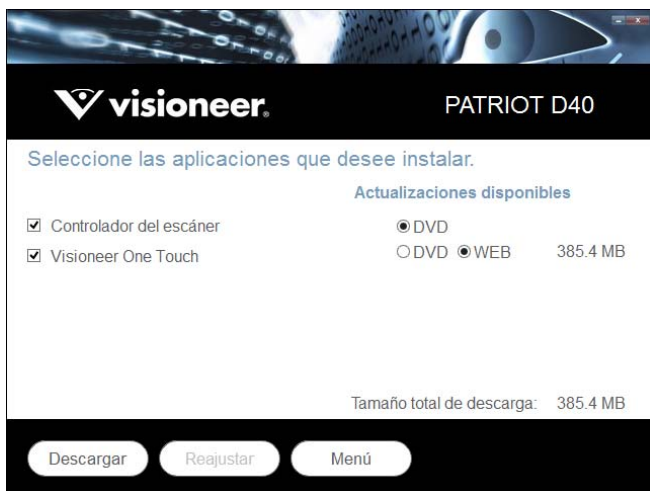 visioneer®
PATRIOT D40
Seleccione las aplicaciones que desee instalar.
Actualizaciones disponibles
Controlador del escáner DVD
Visioneer One Touch DVD WEB 385.4 MB
Tamaño total de descarga: 385.4 MB
Descargar Reajustar Menú